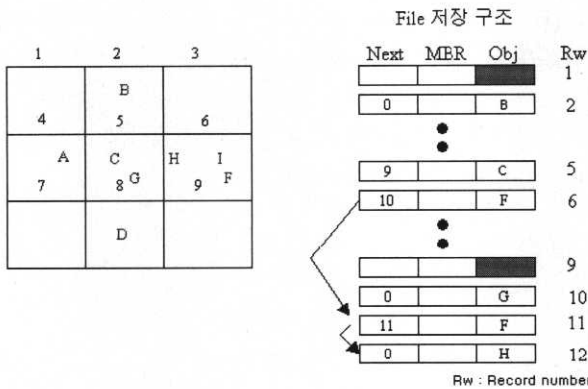 File 저장 구조
1 2 3
B
4 5 6
A C H I
7 8 G 9 F
D
Next MBR Obj Rw
1
0 B 2
9 C 5
10 F 6
9
0 G 10
11 F 11
0 H 12
Rw : Record number